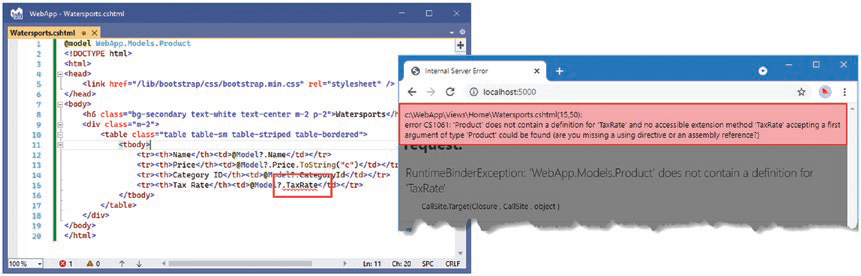 WebApp - Watersports.cshtml
Watersports.cshtml
1 @model WebApp.Models.Product
2 <!DOCTYPE html>
3 <html>
4 <head>
5 <link href="/lib/bootstrap/css/bootstrap.min.css" rel="stylesheet" />
6 </head>
7 <body>
8 <h6 class="bg-secondary text-white text-center m-2 p-2">Watersports</h6>
9 <div class="m-2">
10 <table class="table table-sm table-striped table-bordered">
11 <tbody>
12 <tr><th>Name</th><td>@Model?.Name</td></tr>
13 <tr><th>Price</th><td>@Model?.Price.ToString("c")</td></tr>
14 <tr><th>Category ID</th><td>@Model?.CategoryId</td></tr>
15 <tr><th>Tax Rate</th><td>@Model?.TaxRate</td></tr>
16 </tbody>
17 </table>
18 </div>
19 </body>
20 </html>
100 %
1
0
Ln: 11
Ch: 20
SPC
CRLF
Internal Server Error
localhost:5000
c:\WebApp\Views\Home\Watersports.cshtml(15,50):
error CS1061: 'Product' does not contain a definition for 'TaxRate' and no accessible extension method 'TaxRate' accepting a first
argument of type 'Product' could be found (are you missing a using directive or an assembly reference?)
request.
RuntimeBinderException: 'WebApp.Models.Product' does not contain a definition for
'TaxRate'
CallSite.Target(Closure , CallSite , object )